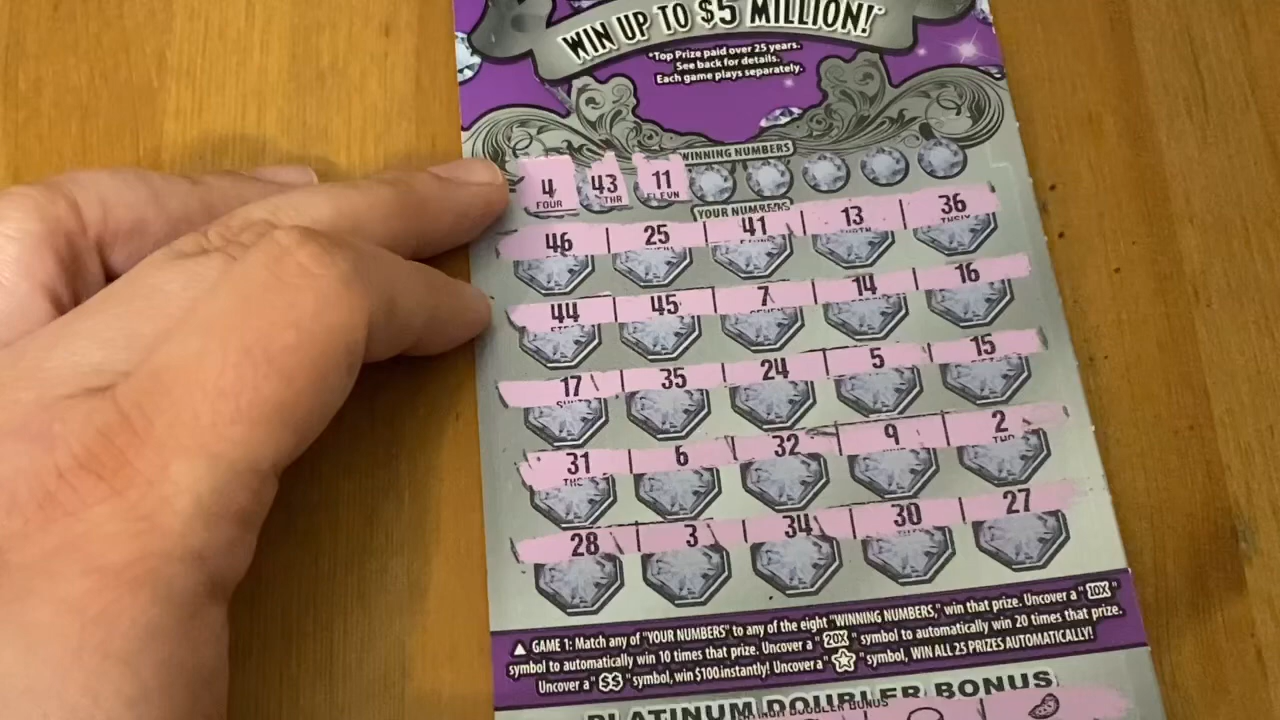 WIN UP TO $5 MILLION!*
*Top Prize paid over 25 years.
See back for details.
Each game plays separately.
WINNING NUMBERS
4 43 11
FOUR THR ELEVN
YOUR NUMBERS
46 25 41 13 36
44 45 7 14 16
17 35 24 5 15
31 6 32 9 2
TWO
28 3 34 30 27
GAME 1: Match any of "YOUR NUMBERS" to any of the eight "WINNING NUMBERS," win that prize. Uncover a "10X"
symbol to automatically win 10 times that prize. Uncover a "20X" symbol to automatically win 20 times that prize.
Uncover a "$$" symbol, win $100 instantly! Uncover a "☆" symbol, WIN ALL 25 PRIZES AUTOMATICALLY!
PLATINUM DOUBLER BONUS